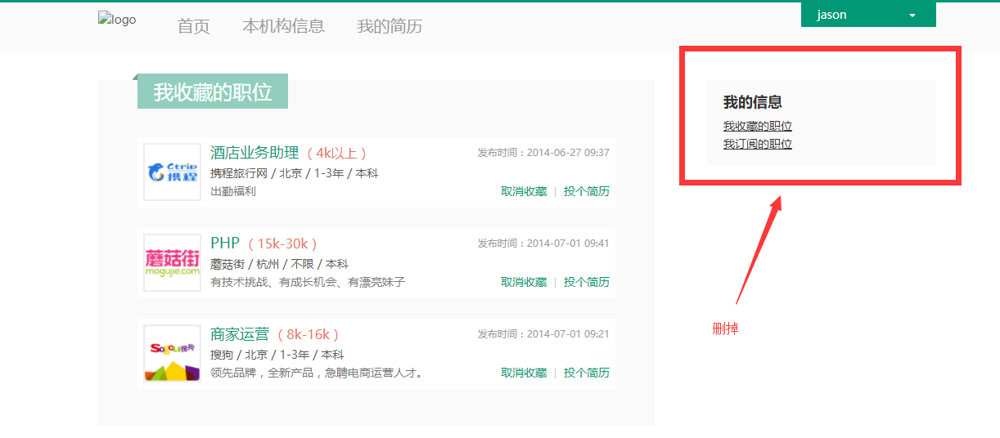 logo
首页 本机构信息 我的简历
jason
我收藏的职位
酒店业务助理（4k以上） 发布时间：2014-06-27 09:37
携程旅行网 / 北京 / 1-3年 / 本科
出勤福利 取消收藏 | 投个简历
Ctrip
携程
PHP（15k-30k） 发布时间：2014-07-01 09:41
蘑菇街 / 杭州 / 不限 / 本科
有技术挑战、有成长机会、有漂亮妹子 取消收藏 | 投个简历
蘑菇街
mogujie.com
商家运营（8k-16k） 发布时间：2014-07-01 09:21
搜狗 / 北京 / 1-3年 / 本科
领先品牌，全新产品，急聘电商运营人才。 取消收藏 | 投个简历
Sogou搜狗
我的信息
我收藏的职位
我订阅的职位
删掉